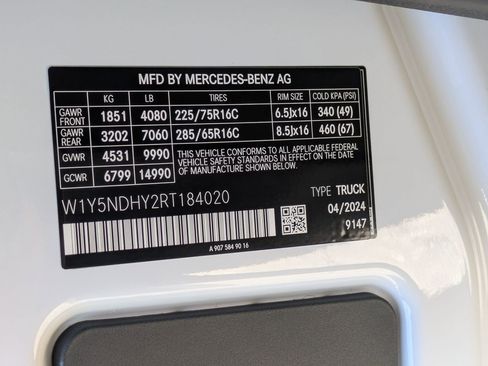 MFD BY MERCEDES-BENZ AG
KG LB TIRES RIM SIZE COLD KPA (PSI)
GAWR FRONT 1851 4080 225/75R16C 6.5Jx16 340 (49)
GAWR REAR 3202 7060 285/65R16C 8.5Jx16 460 (67)
GVWR 4531 9990 THIS VEHICLE CONFORMS TO ALL APPLICABLE FEDERAL MOTOR
VEHICLE SAFETY STANDARDS IN EFFECT ON THE DATE OF
GCWR 6799 14990 MANUFACTURE SHOWN ABOVE.
W1Y5NDHY2RT184020 TYPE TRUCK
04/2024
9147
A 907 584 90 16